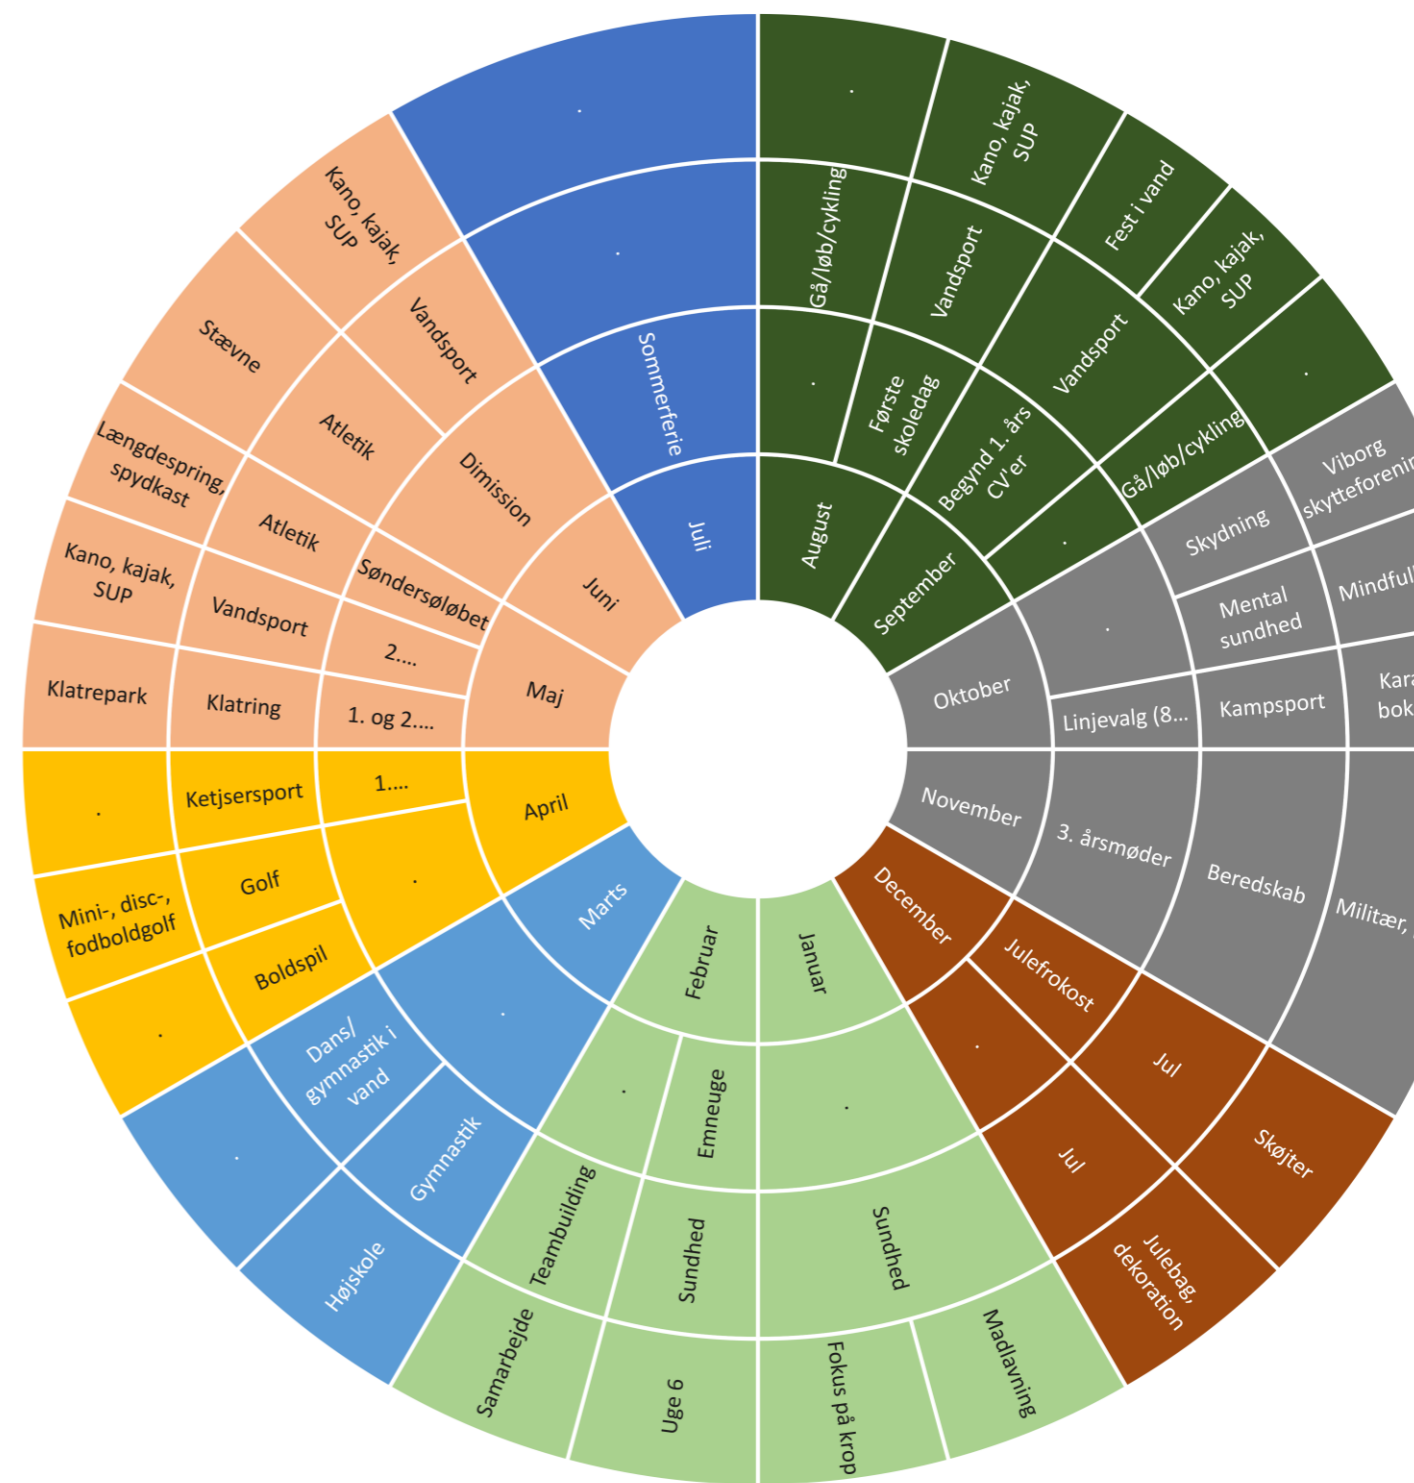 August
.
Gå/løb/cykling
.
Første
skoledag
Vandsport
Kano, kajak,
SUP
September
Begynd 1. års
CV'er
Vandsport
Fest i vand
Kano, kajak,
SUP
.
Gå/løb/cykling
.
Oktober
.
Skydning
Viborg
Mental
sundhed
Linjevalg (8...
Kampsport
November
3. årsmøder
Beredskab
Militær,
December
Julefrokost
Jul
Skøjter
.
Jul
Julebag,
dekoration
Januar
.
Sundhed
Madlavning
Fokus på krop
Februar
Emneuge
Sundhed
Uge 6
.
Teambuilding
Samarbejde
Marts
.
Gymnastik
Højskole
Dans/
gymnastik i
vand
.
April
.
Boldspil
.
Golf
Mini-, disc-,
fodboldgolf
1....
Ketjsersport
.
Maj
1. og 2....
Klatring
Klatrepark
2....
Vandsport
Kano, kajak,
SUP
Søndersøløbet
Atletik
Længdespring,
spydkast
Juni
Dimission
Atletik
Stævne
Vandsport
Kano, kajak,
SUP
Juli
Sommerferie
.
.